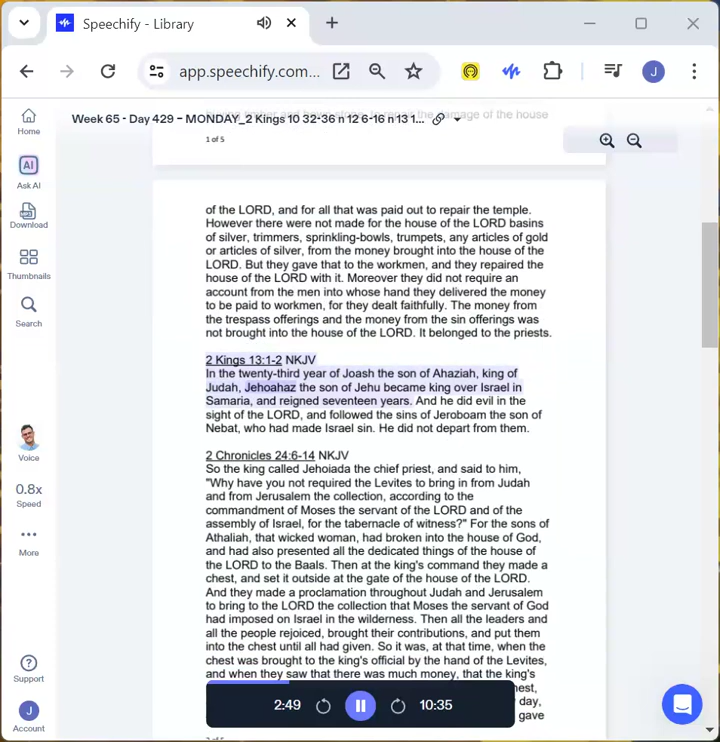 Speechify - Library
app.speechify.com...
J
Home
Week 65 - Day 429 – MONDAY_2 Kings 10 32-36 n 12 6-16 n 13 1...
the damage of the house
1 of 5
AI
Ask AI
Download
Thumbnails
Search
of the LORD, and for all that was paid out to repair the temple.
However there were not made for the house of the LORD basins
of silver, trimmers, sprinkling-bowls, trumpets, any articles of gold
or articles of silver, from the money brought into the house of the
LORD. But they gave that to the workmen, and they repaired the
house of the LORD with it. Moreover they did not require an
account from the men into whose hand they delivered the money
to be paid to workmen, for they dealt faithfully. The money from
the trespass offerings and the money from the sin offerings was
not brought into the house of the LORD. It belonged to the priests.
2 Kings 13:1-2 NKJV
In the twenty-third year of Joash the son of Ahaziah, king of
Judah, Jehoahaz the son of Jehu became king over Israel in
Samaria, and reigned seventeen years. And he did evil in the
sight of the LORD, and followed the sins of Jeroboam the son of
Nebat, who had made Israel sin. He did not depart from them.
2 Chronicles 24:6-14 NKJV
So the king called Jehoiada the chief priest, and said to him,
"Why have you not required the Levites to bring in from Judah
and from Jerusalem the collection, according to the
commandment of Moses the servant of the LORD and of the
assembly of Israel, for the tabernacle of witness?" For the sons of
Athaliah, that wicked woman, had broken into the house of God,
and had also presented all the dedicated things of the house of
the LORD to the Baals. Then at the king's command they made a
chest, and set it outside at the gate of the house of the LORD.
And they made a proclamation throughout Judah and Jerusalem
to bring to the LORD the collection that Moses the servant of God
had imposed on Israel in the wilderness. Then all the leaders and
all the people rejoiced, brought their contributions, and put them
into the chest until all had given. So it was, at that time, when the
chest was brought to the king's official by the hand of the Levites,
and when they saw that there was much money, that the king's
day,
gave
Voice
0.8x
Speed
More
Support
J
Account
2:49
10:35